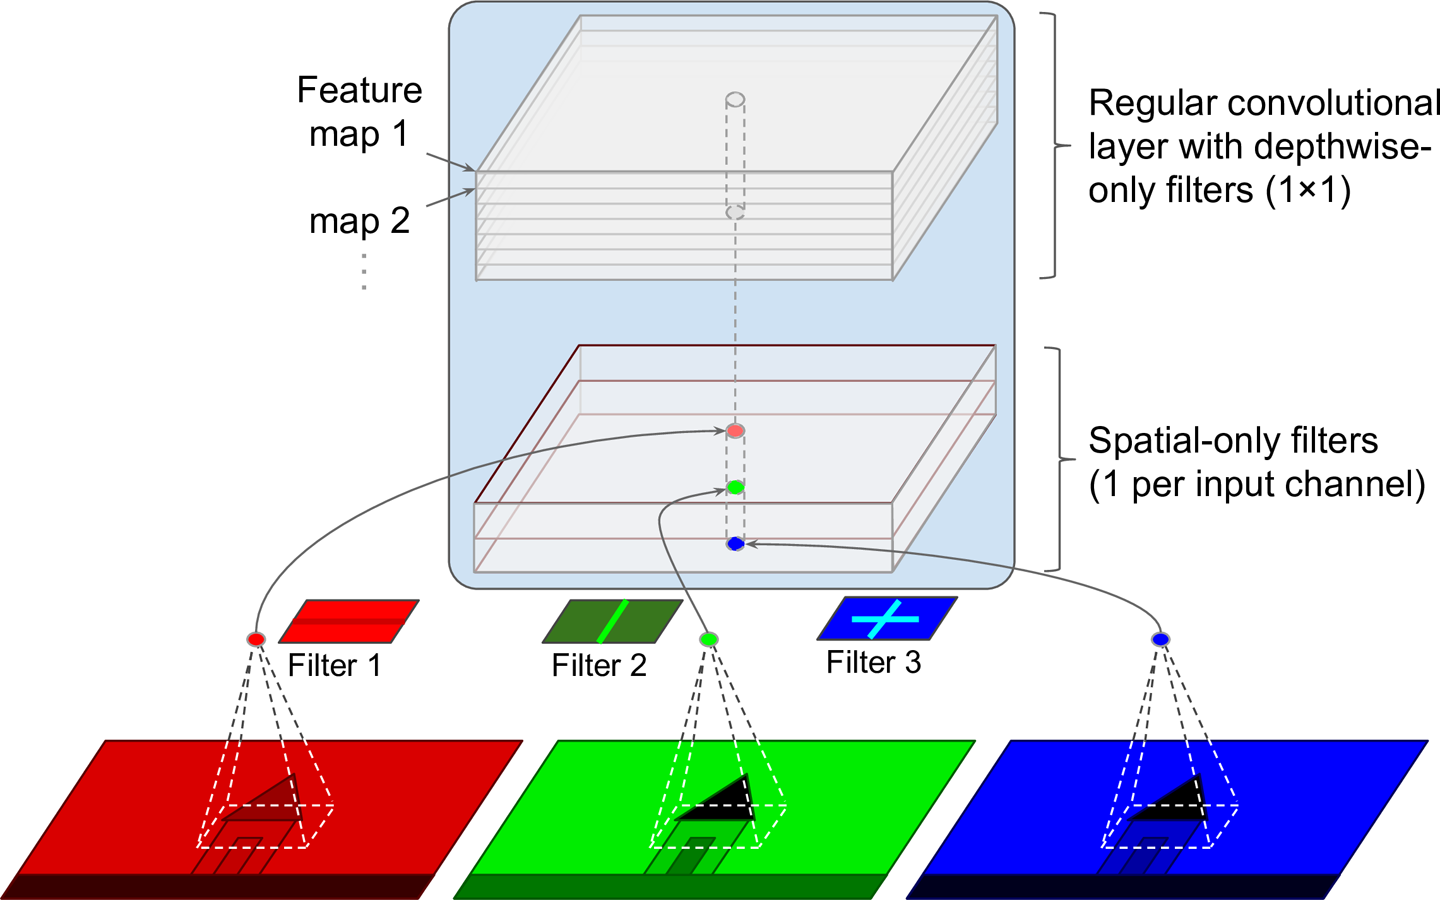 Feature
map 1
map 2
Regular convolutional
layer with depthwise-
only filters (1×1)
Spatial-only filters
(1 per input channel)
Filter 1
Filter 2
Filter 3